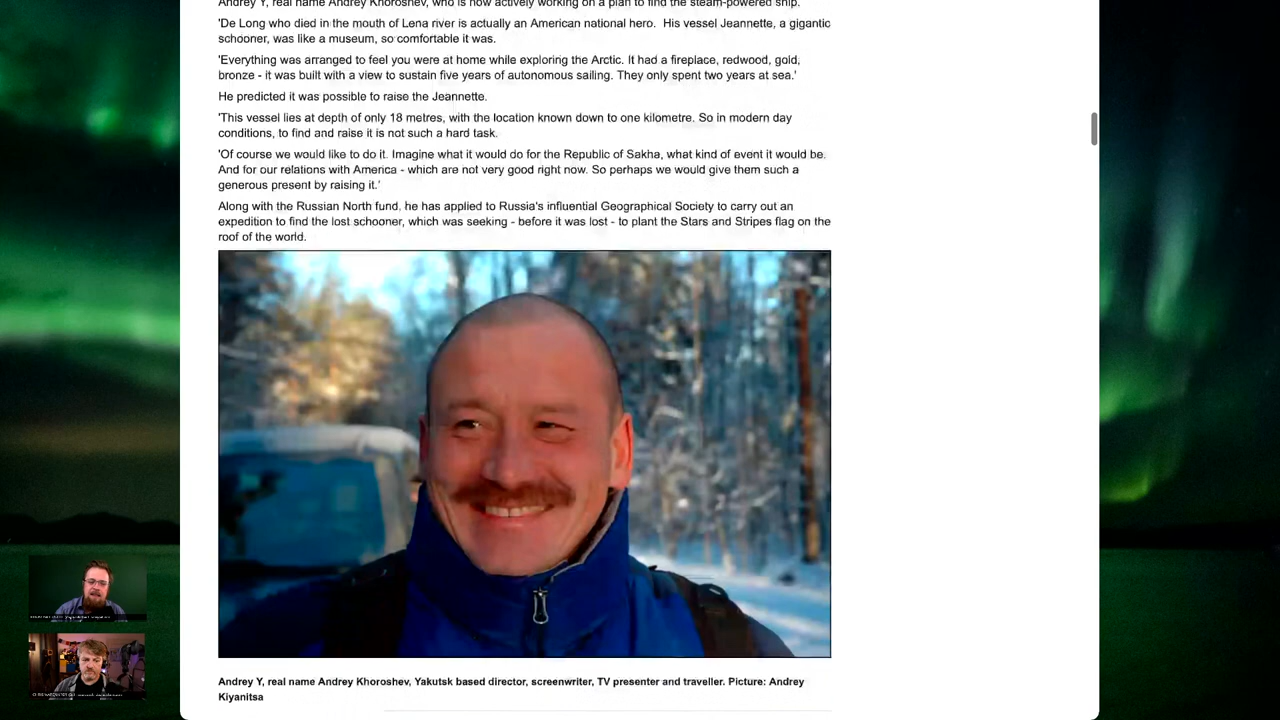 Andrey Y, real name Andrey Khoroshev, who is now actively working on a plan to find the steam-powered ship.
'De Long who died in the mouth of Lena river is actually an American national hero.  His vessel Jeannette, a gigantic
schooner, was like a museum, so comfortable it was.
'Everything was arranged to feel you were at home while exploring the Arctic. It had a fireplace, redwood, gold,
bronze - it was built with a view to sustain five years of autonomous sailing. They only spent two years at sea.'
He predicted it was possible to raise the Jeannette.
'This vessel lies at depth of only 18 metres, with the location known down to one kilometre. So in modern day
conditions, to find and raise it is not such a hard task.
'Of course we would like to do it. Imagine what it would do for the Republic of Sakha, what kind of event it would be.
And for our relations with America - which are not very good right now. So perhaps we would give them such a
generous present by raising it.'
Along with the Russian North fund, he has applied to Russia's influential Geographical Society to carry out an
expedition to find the lost schooner, which was seeking - before it was lost - to plant the Stars and Stripes flag on the
roof of the world.
Andrey Y, real name Andrey Khoroshev, Yakutsk based director, screenwriter, TV presenter and traveller. Picture: Andrey
Kiyanitsa